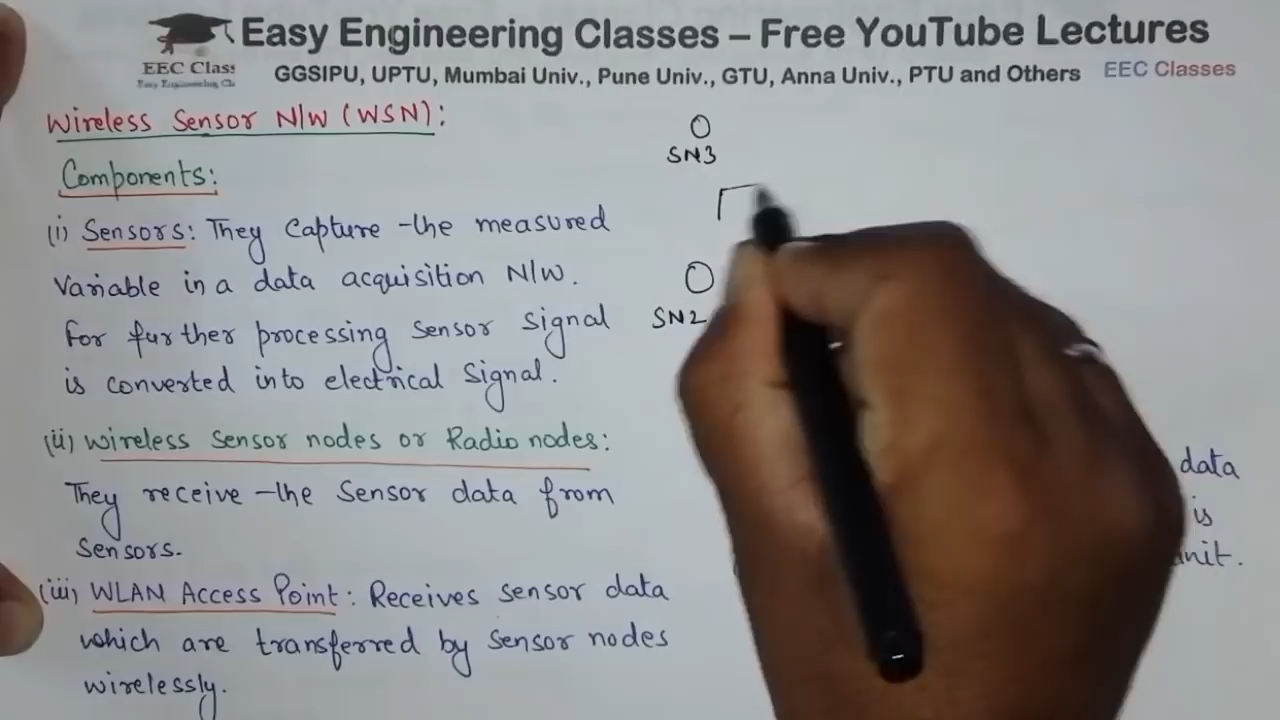 Easy Engineering Classes – Free YouTube Lectures
EEC Clas
GGSIPU, UPTU, Mumbai Univ., Pune Univ., GTU, Anna Univ., PTU and Others
EEC Classes
Wireless Sensor N/W (WSN):
Components:
(i) Sensors: They capture the measured
variable in a data acquisition N/W.
For further processing sensor signal
is converted into electrical signal.
(ii) Wireless sensor nodes or Radio nodes:
They receive the sensor data from
sensors.
(iii) WLAN Access Point: Receives sensor data
which are transferred by sensor nodes
wirelessly.
SN3
SN2
data
is